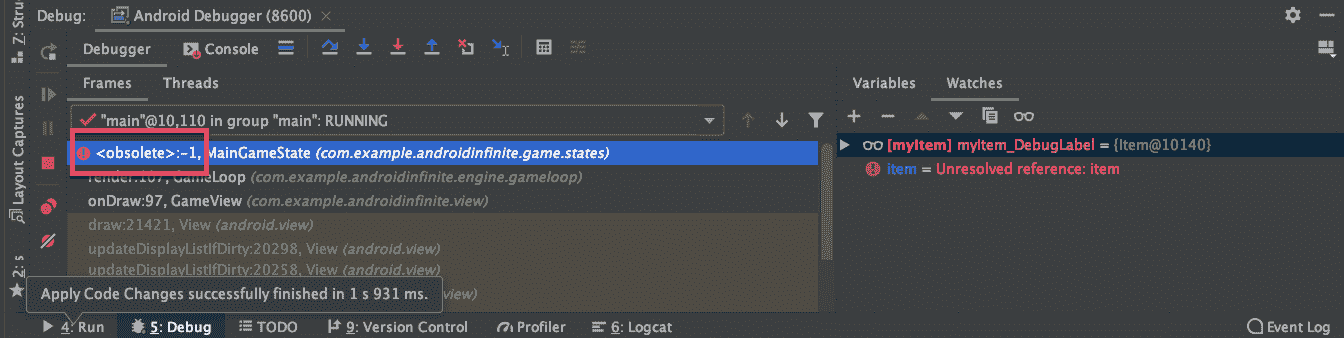 Z: Struc
Layout Captures
2: s
Debug: Android Debugger (8600)
Debugger Console
Frames Threads
"main"@10,110 in group "main": RUNNING
<obsolete>:-1, MainGameState (com.example.androidinfinite.game.states)
render:107, GameLoop (com.example.androidinfinite.engine.gameloop)
onDraw:97, GameView (com.example.androidinfinite.view)
draw:21421, View (android.view)
updateDisplayListIfDirty:20298, View (android.view)
updateDisplayListIfDirty:20258, View (android.view)
.view)
Apply Code Changes successfully finished in 1 s 931 ms.
Variables Watches
[myItem] myItem_DebugLabel = {Item@10140}
item = Unresolved reference: item
4: Run 5: Debug TODO 9: Version Control Profiler 6: Logcat Event Log